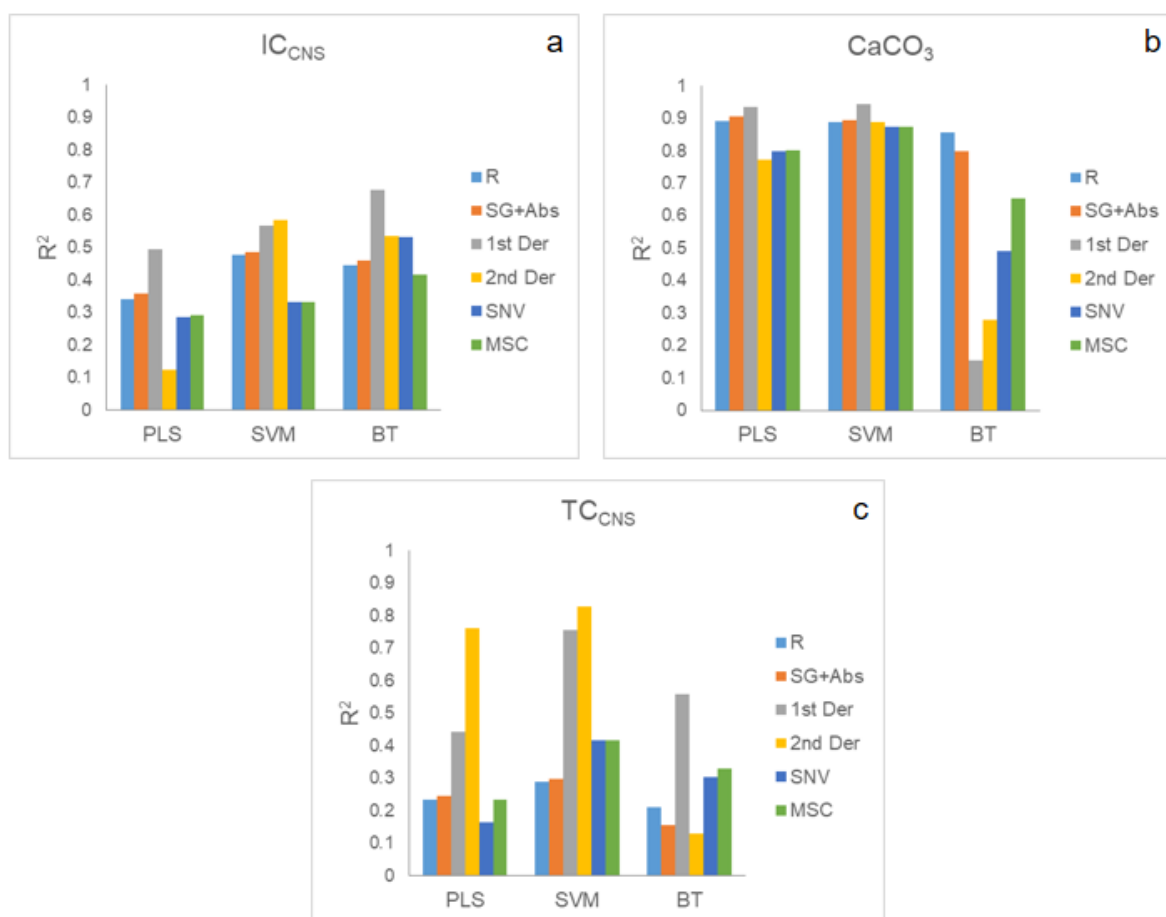 IC_CNS
a
R²
1
0.9
0.8
0.7
0.6
0.5
0.4
0.3
0.2
0.1
0
PLS SVM BT
R
SG+Abs
1st Der
2nd Der
SNV
MSC
CaCO₃
b
R²
1
0.9
0.8
0.7
0.6
0.5
0.4
0.3
0.2
0.1
0
PLS SVM BT
R
SG+Abs
1st Der
2nd Der
SNV
MSC
TC_CNS
c
R²
1
0.9
0.8
0.7
0.6
0.5
0.4
0.3
0.2
0.1
0
PLS SVM BT
R
SG+Abs
1st Der
2nd Der
SNV
MSC